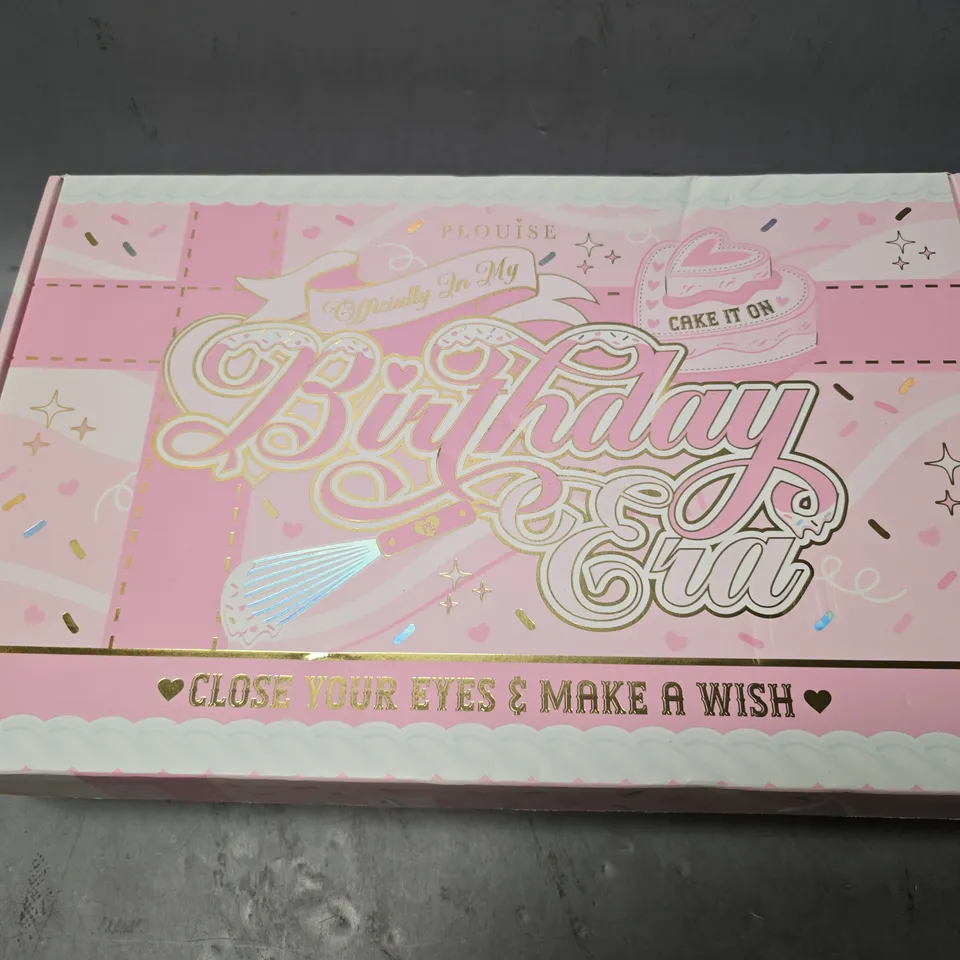 PLOUISE
Officially In My
CAKE IT ON
Birthday
Era
CLOSE YOUR EYES & MAKE A WISH